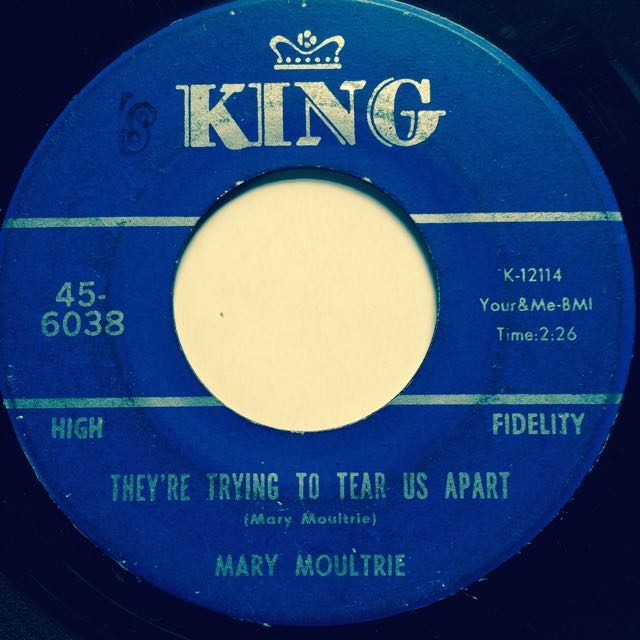 KING
45-
6038
K-12114
Your&Me-BMI
Time:2:26
HIGH
FIDELITY
THEY'RE TRYING TO TEAR US APART
(Mary Moultrie)
MARY MOULTRIE